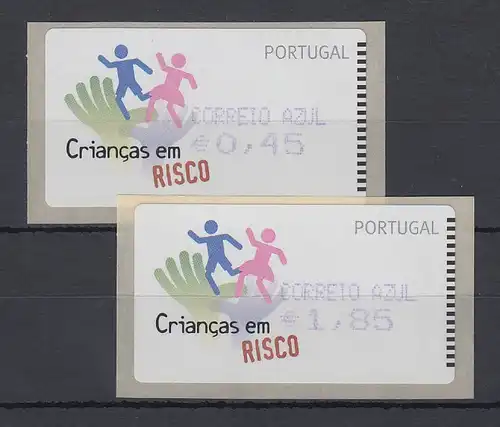 PORTUGAL
CORREIO AZUL
€0,45
Crianças em
RISCO
PORTUGAL
CORREIO AZUL
€1,85
Crianças em
RISCO